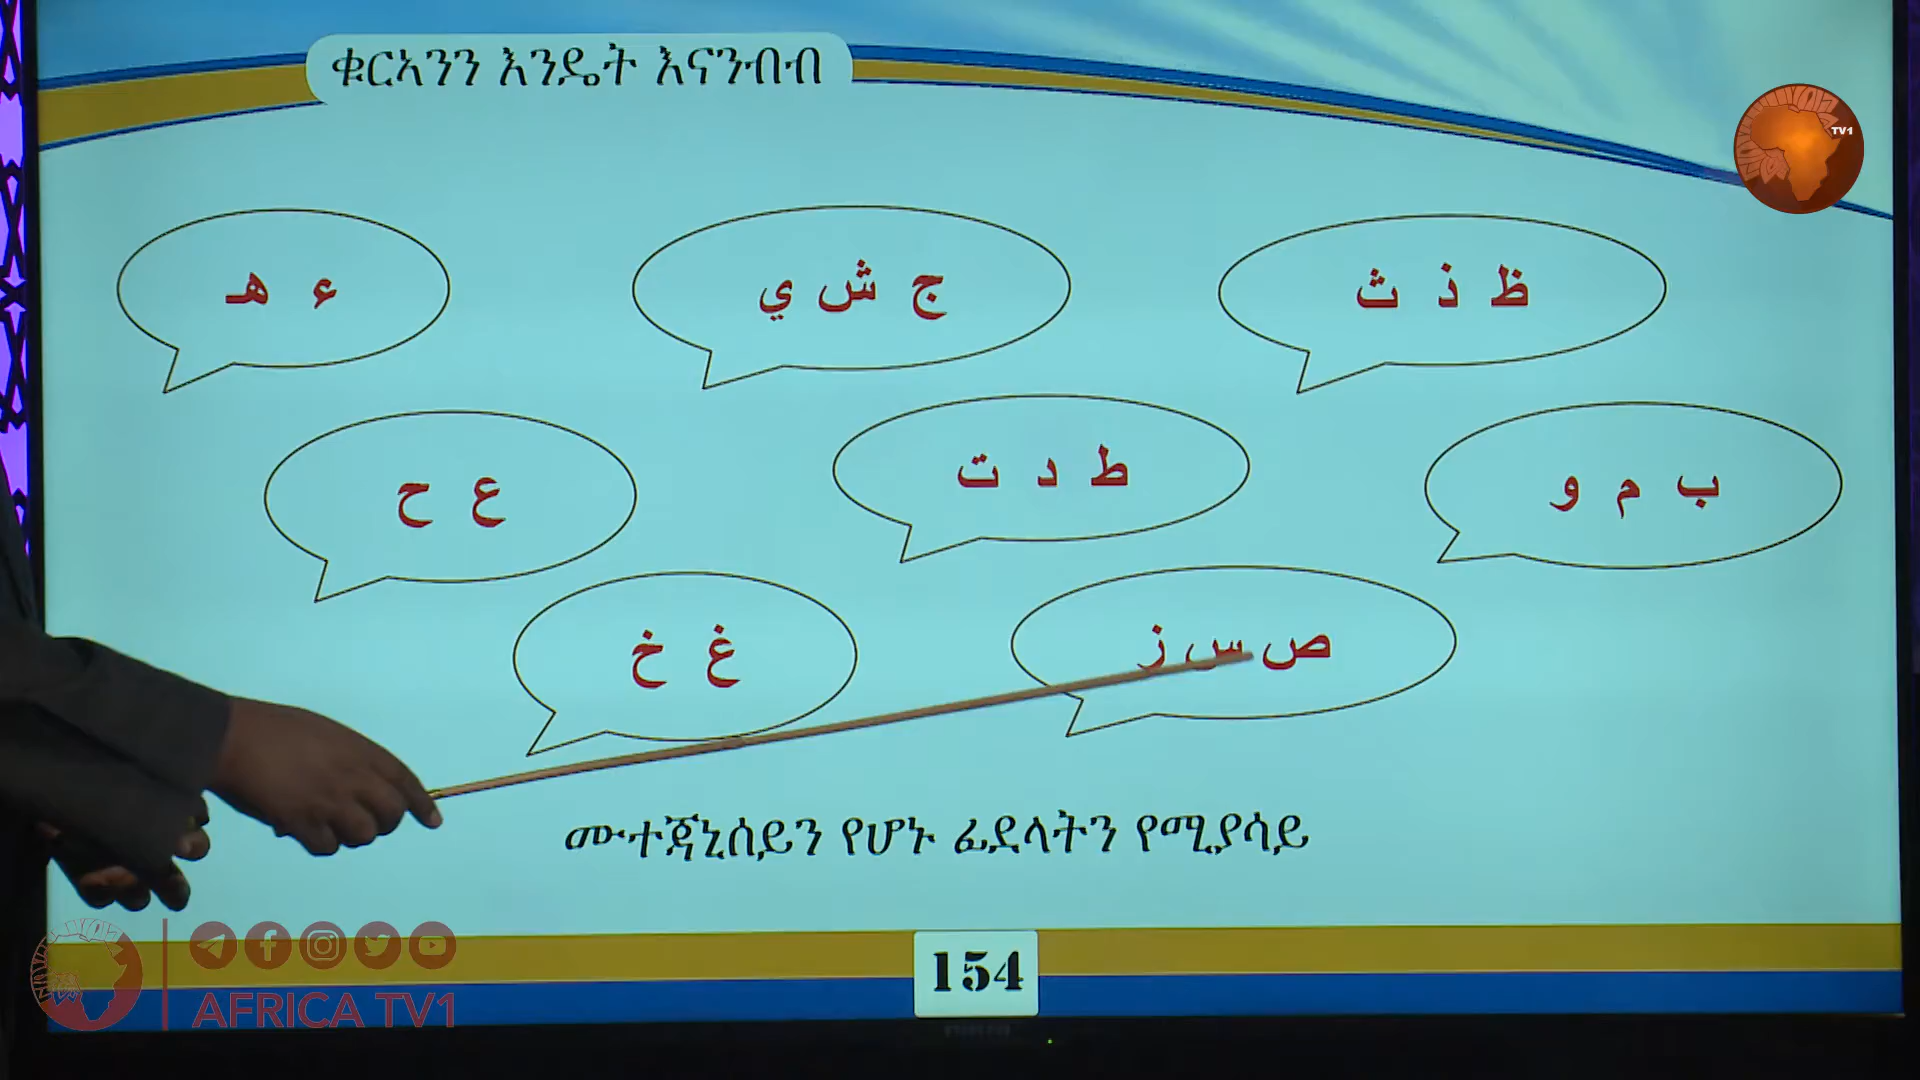 ቁርኣንን እንዴት እናንብብ
TV1
ء هـ
ج ش ي
ظ ذ ث
ع ح
ط د ت
ب م و
غ خ
ص س ز
ሙተጃኒሰይን የሆኑ ፊደላትን የሚያሳይ
154
AFRICA TV1